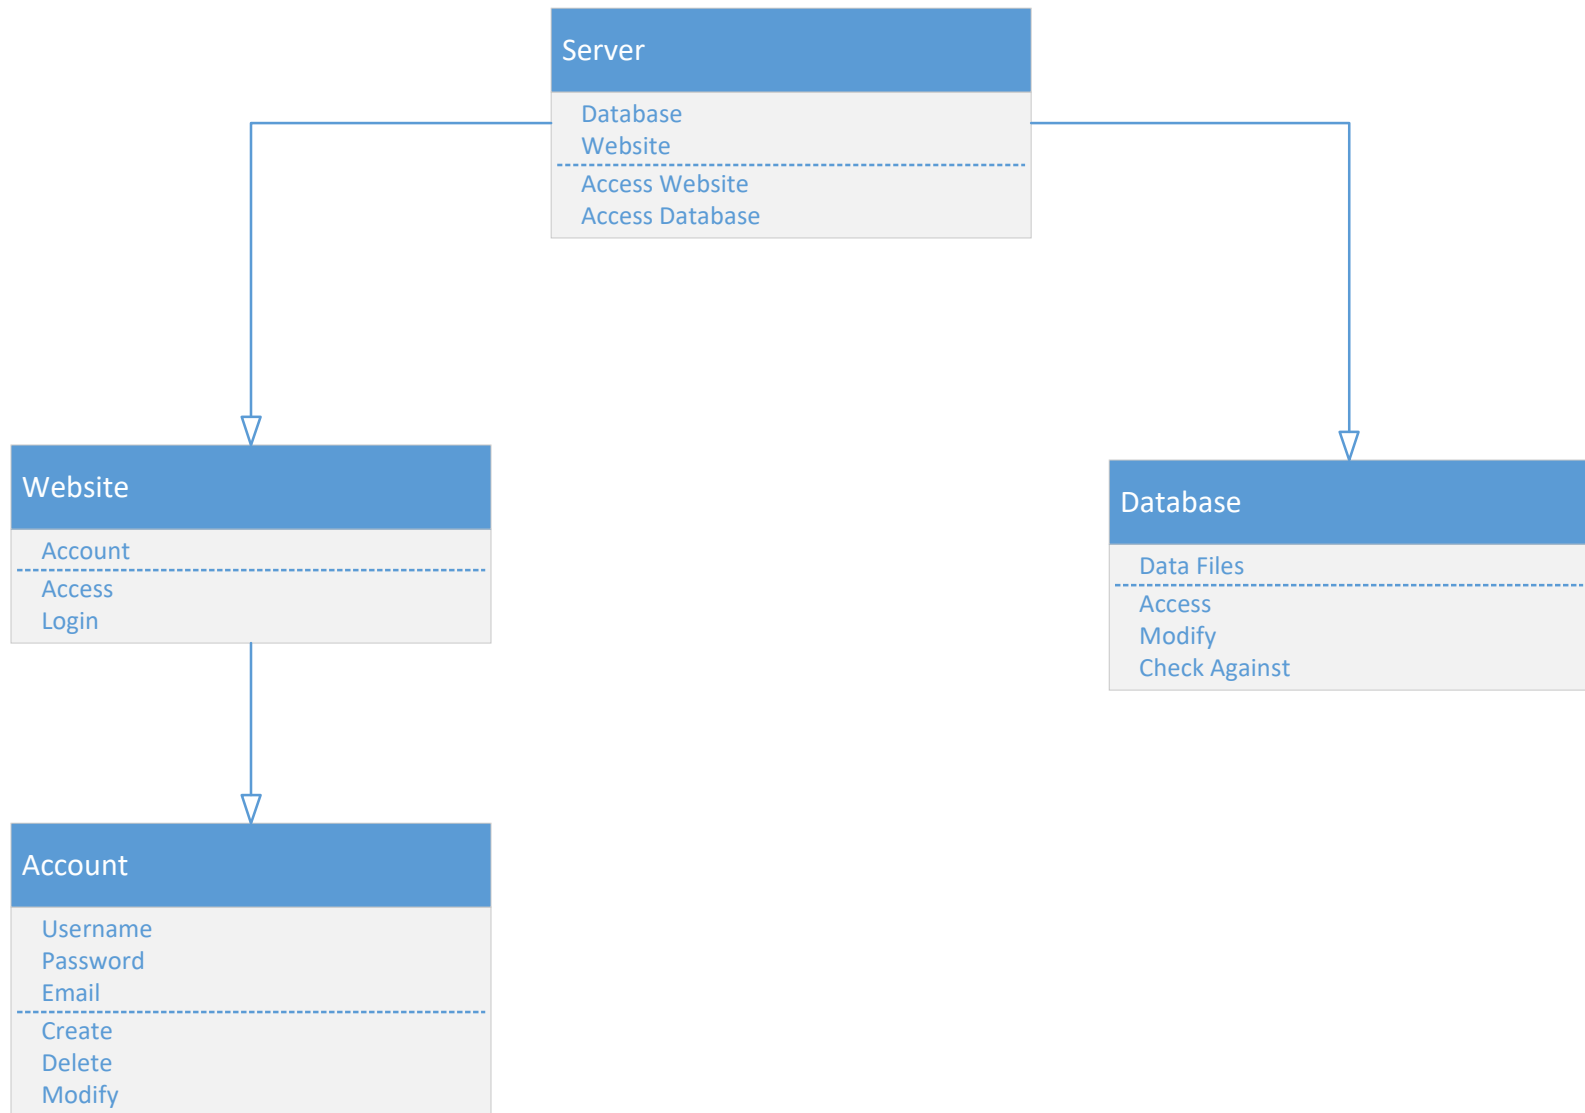 Server
Database
Website
Access Website
Access Database
Website
Account
Access
Login
Database
Data Files
Access
Modify
Check Against
Account
Username
Password
Email
Create
Delete
Modify